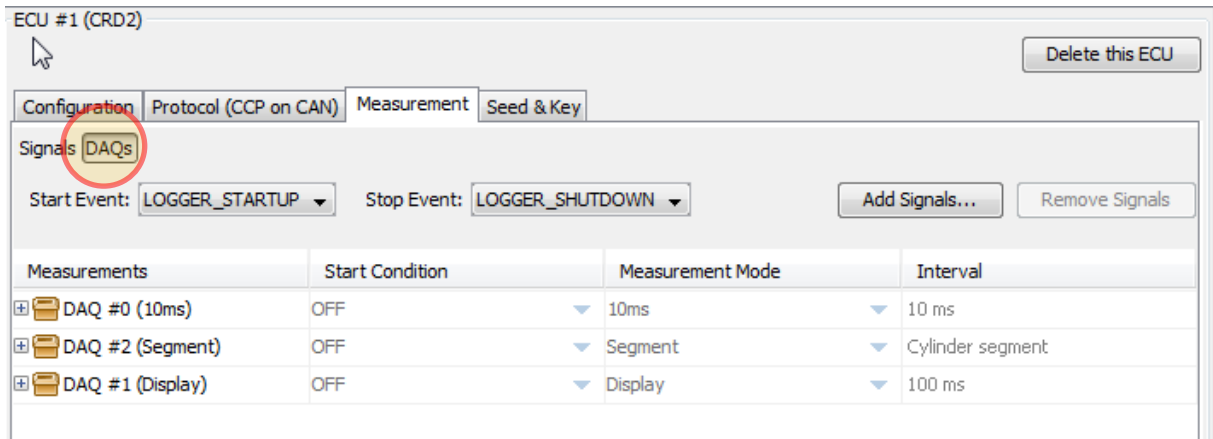 ECU #1 (CRD2)
Delete this ECU
Configuration Protocol (CCP on CAN) Measurement Seed & Key
Signals DAQs
Start Event: LOGGER_STARTUP Stop Event: LOGGER_SHUTDOWN Add Signals... Remove Signals
Measurements Start Condition Measurement Mode Interval
DAQ #0 (10ms) OFF 10ms 10 ms
DAQ #2 (Segment) OFF Segment Cylinder segment
DAQ #1 (Display) OFF Display 100 ms